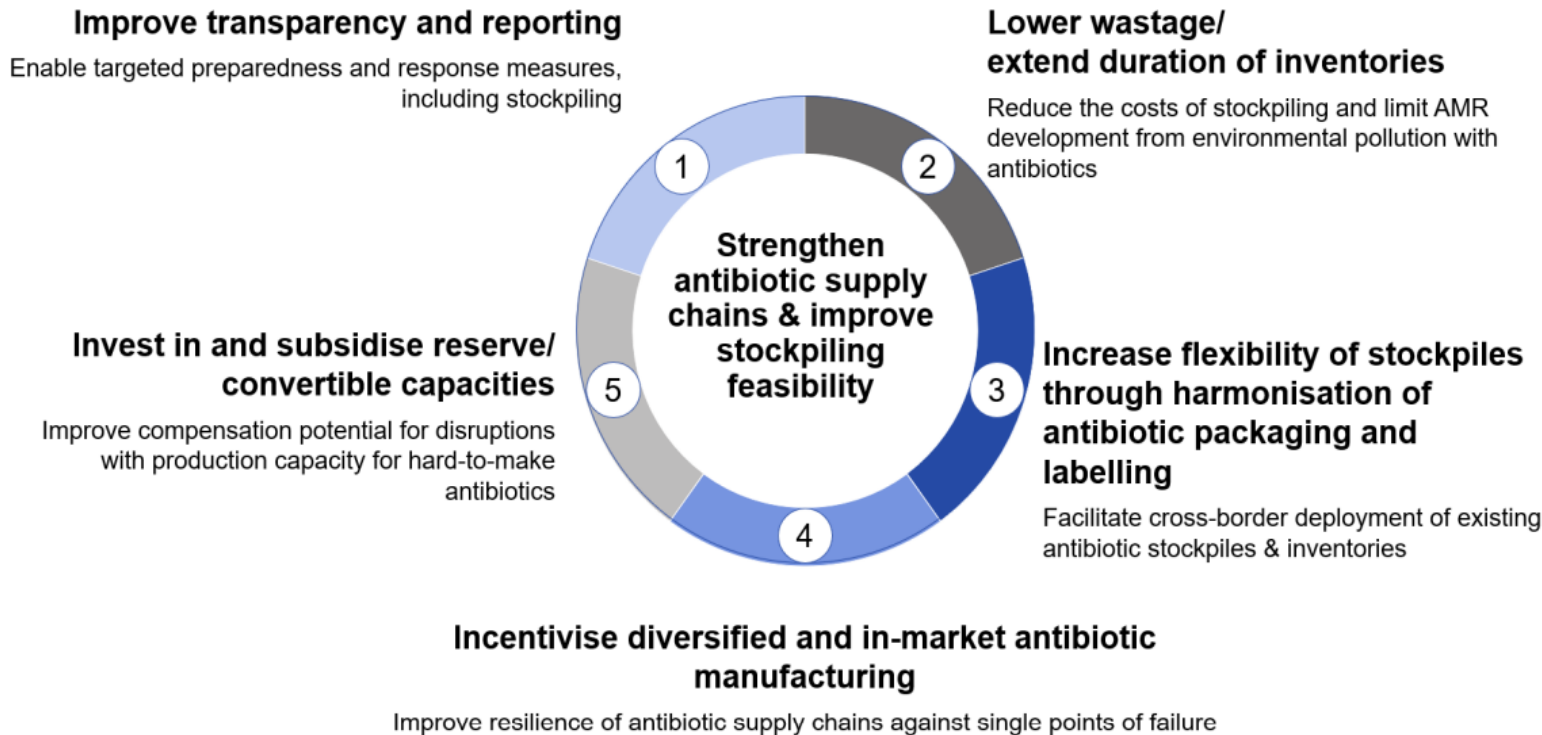 Improve transparency and reporting
Enable targeted preparedness and response measures,
including stockpiling
1
Lower wastage/
extend duration of inventories
Reduce the costs of stockpiling and limit AMR
development from environmental pollution with
antibiotics
2
Strengthen
antibiotic supply
chains & improve
stockpiling
feasibility
Increase flexibility of stockpiles
through harmonisation of
antibiotic packaging and
labelling
Facilitate cross-border deployment of existing
antibiotic stockpiles & inventories
3
Incentivise diversified and in-market antibiotic
manufacturing
Improve resilience of antibiotic supply chains against single points of failure
4
Invest in and subsidise reserve/
convertible capacities
Improve compensation potential for disruptions
with production capacity for hard-to-make
antibiotics
5